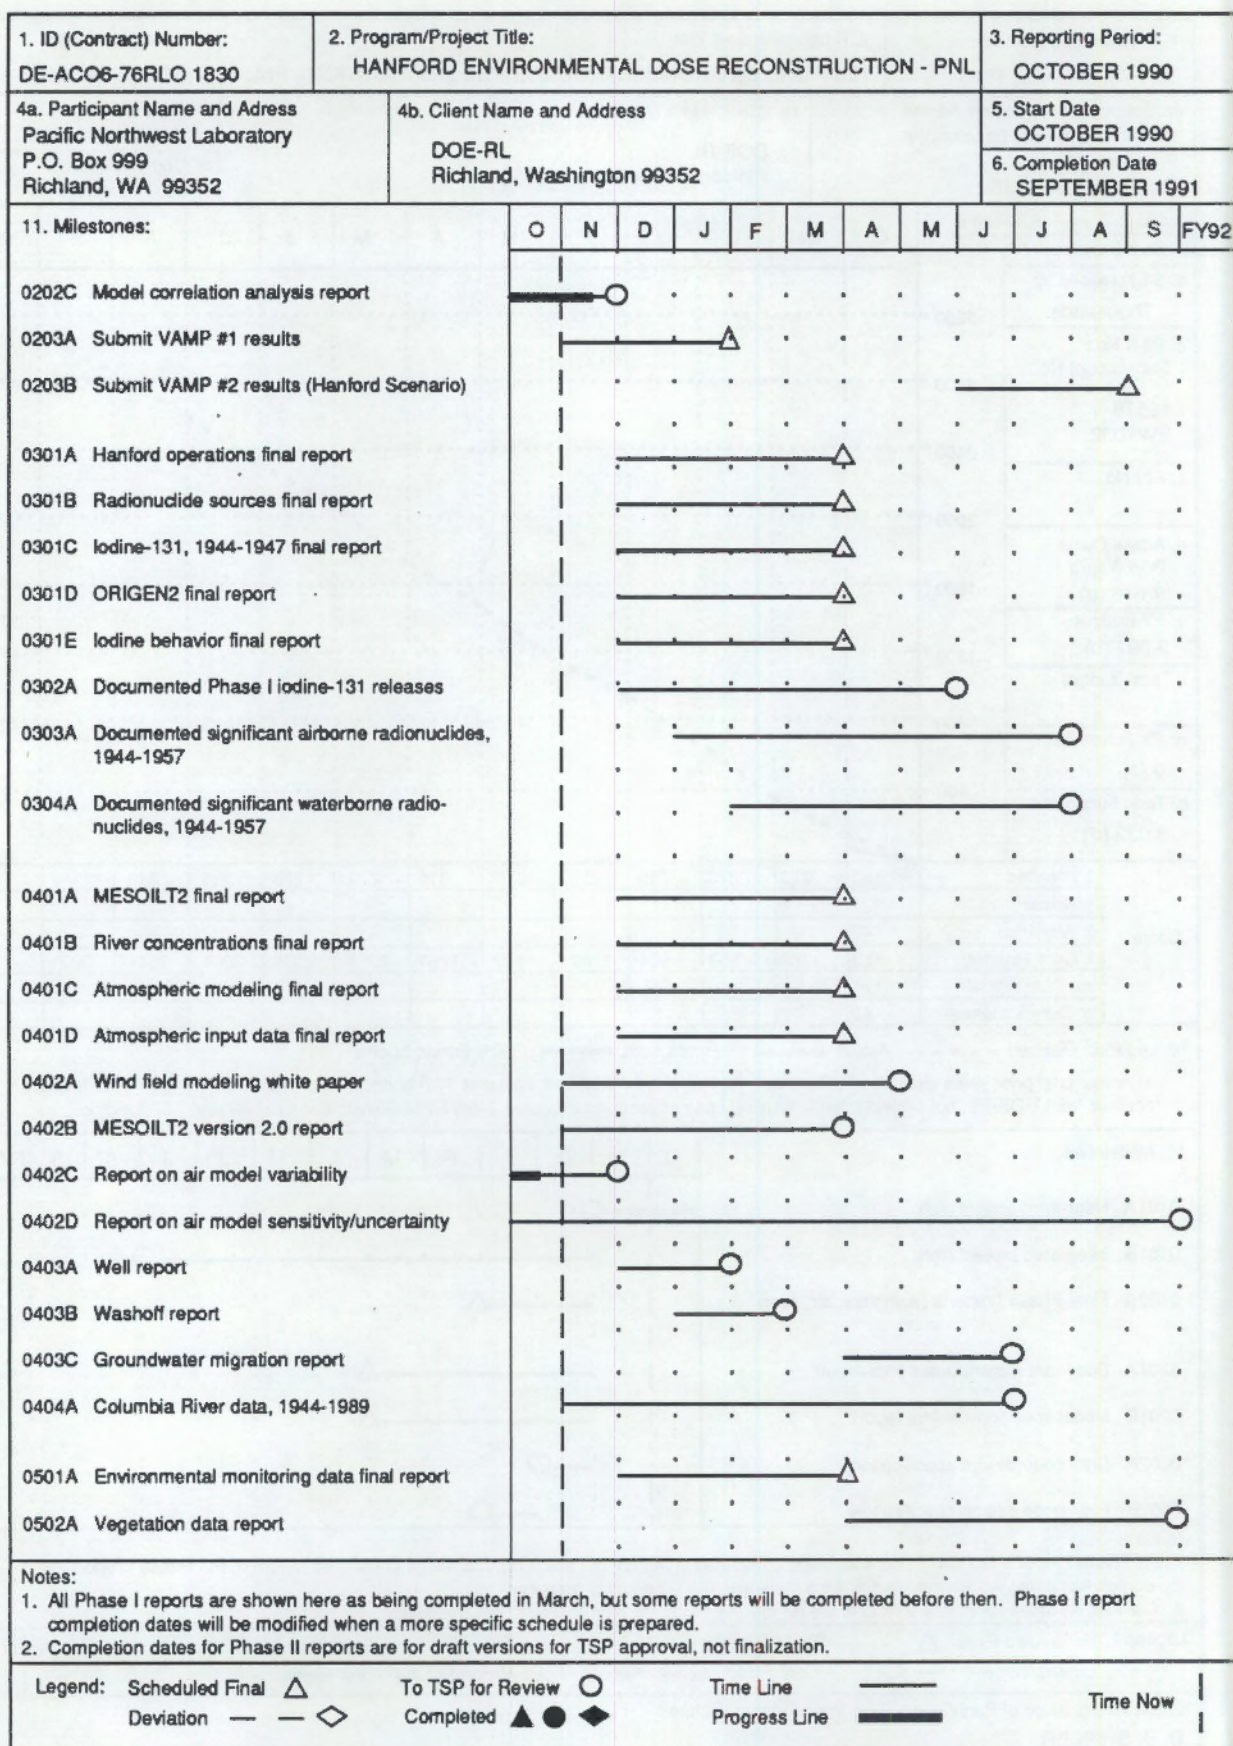 1. ID (Contract) Number:
DE-ACO6-76RLO 1830
2. Program/Project Title:
HANFORD ENVIRONMENTAL DOSE RECONSTRUCTION - PNL
3. Reporting Period:
OCTOBER 1990
4a. Participant Name and Adress
Pacific Northwest Laboratory
P.O. Box 999
Richland, WA 99352
4b. Client Name and Address
DOE-RL
Richland, Washington 99352
5. Start Date
OCTOBER 1990
6. Completion Date
SEPTEMBER 1991
11. Milestones:
O N D J F M A M J J A S FY92
0202C Model correlation analysis report
0203A Submit VAMP #1 results
0203B Submit VAMP #2 results (Hanford Scenario)
0301A Hanford operations final report
0301B Radionuclide sources final report
0301C Iodine-131, 1944-1947 final report
0301D ORIGEN2 final report
0301E Iodine behavior final report
0302A Documented Phase I iodine-131 releases
0303A Documented significant airborne radionuclides,
1944-1957
0304A Documented significant waterborne radio-
nuclides, 1944-1957
0401A MESOILT2 final report
0401B River concentrations final report
0401C Atmospheric modeling final report
0401D Atmospheric input data final report
0402A Wind field modeling white paper
0402B MESOILT2 version 2.0 report
0402C Report on air model variability
0402D Report on air model sensitivity/uncertainty
0403A Well report
0403B Washoff report
0403C Groundwater migration report
0404A Columbia River data, 1944-1989
0501A Environmental monitoring data final report
0502A Vegetation data report
Notes:
1. All Phase I reports are shown here as being completed in March, but some reports will be completed before then. Phase I report
completion dates will be modified when a more specific schedule is prepared.
2. Completion dates for Phase II reports are for draft versions for TSP approval, not finalization.
Legend: Scheduled Final To TSP for Review Time Line Time Now
Deviation Completed Progress Line